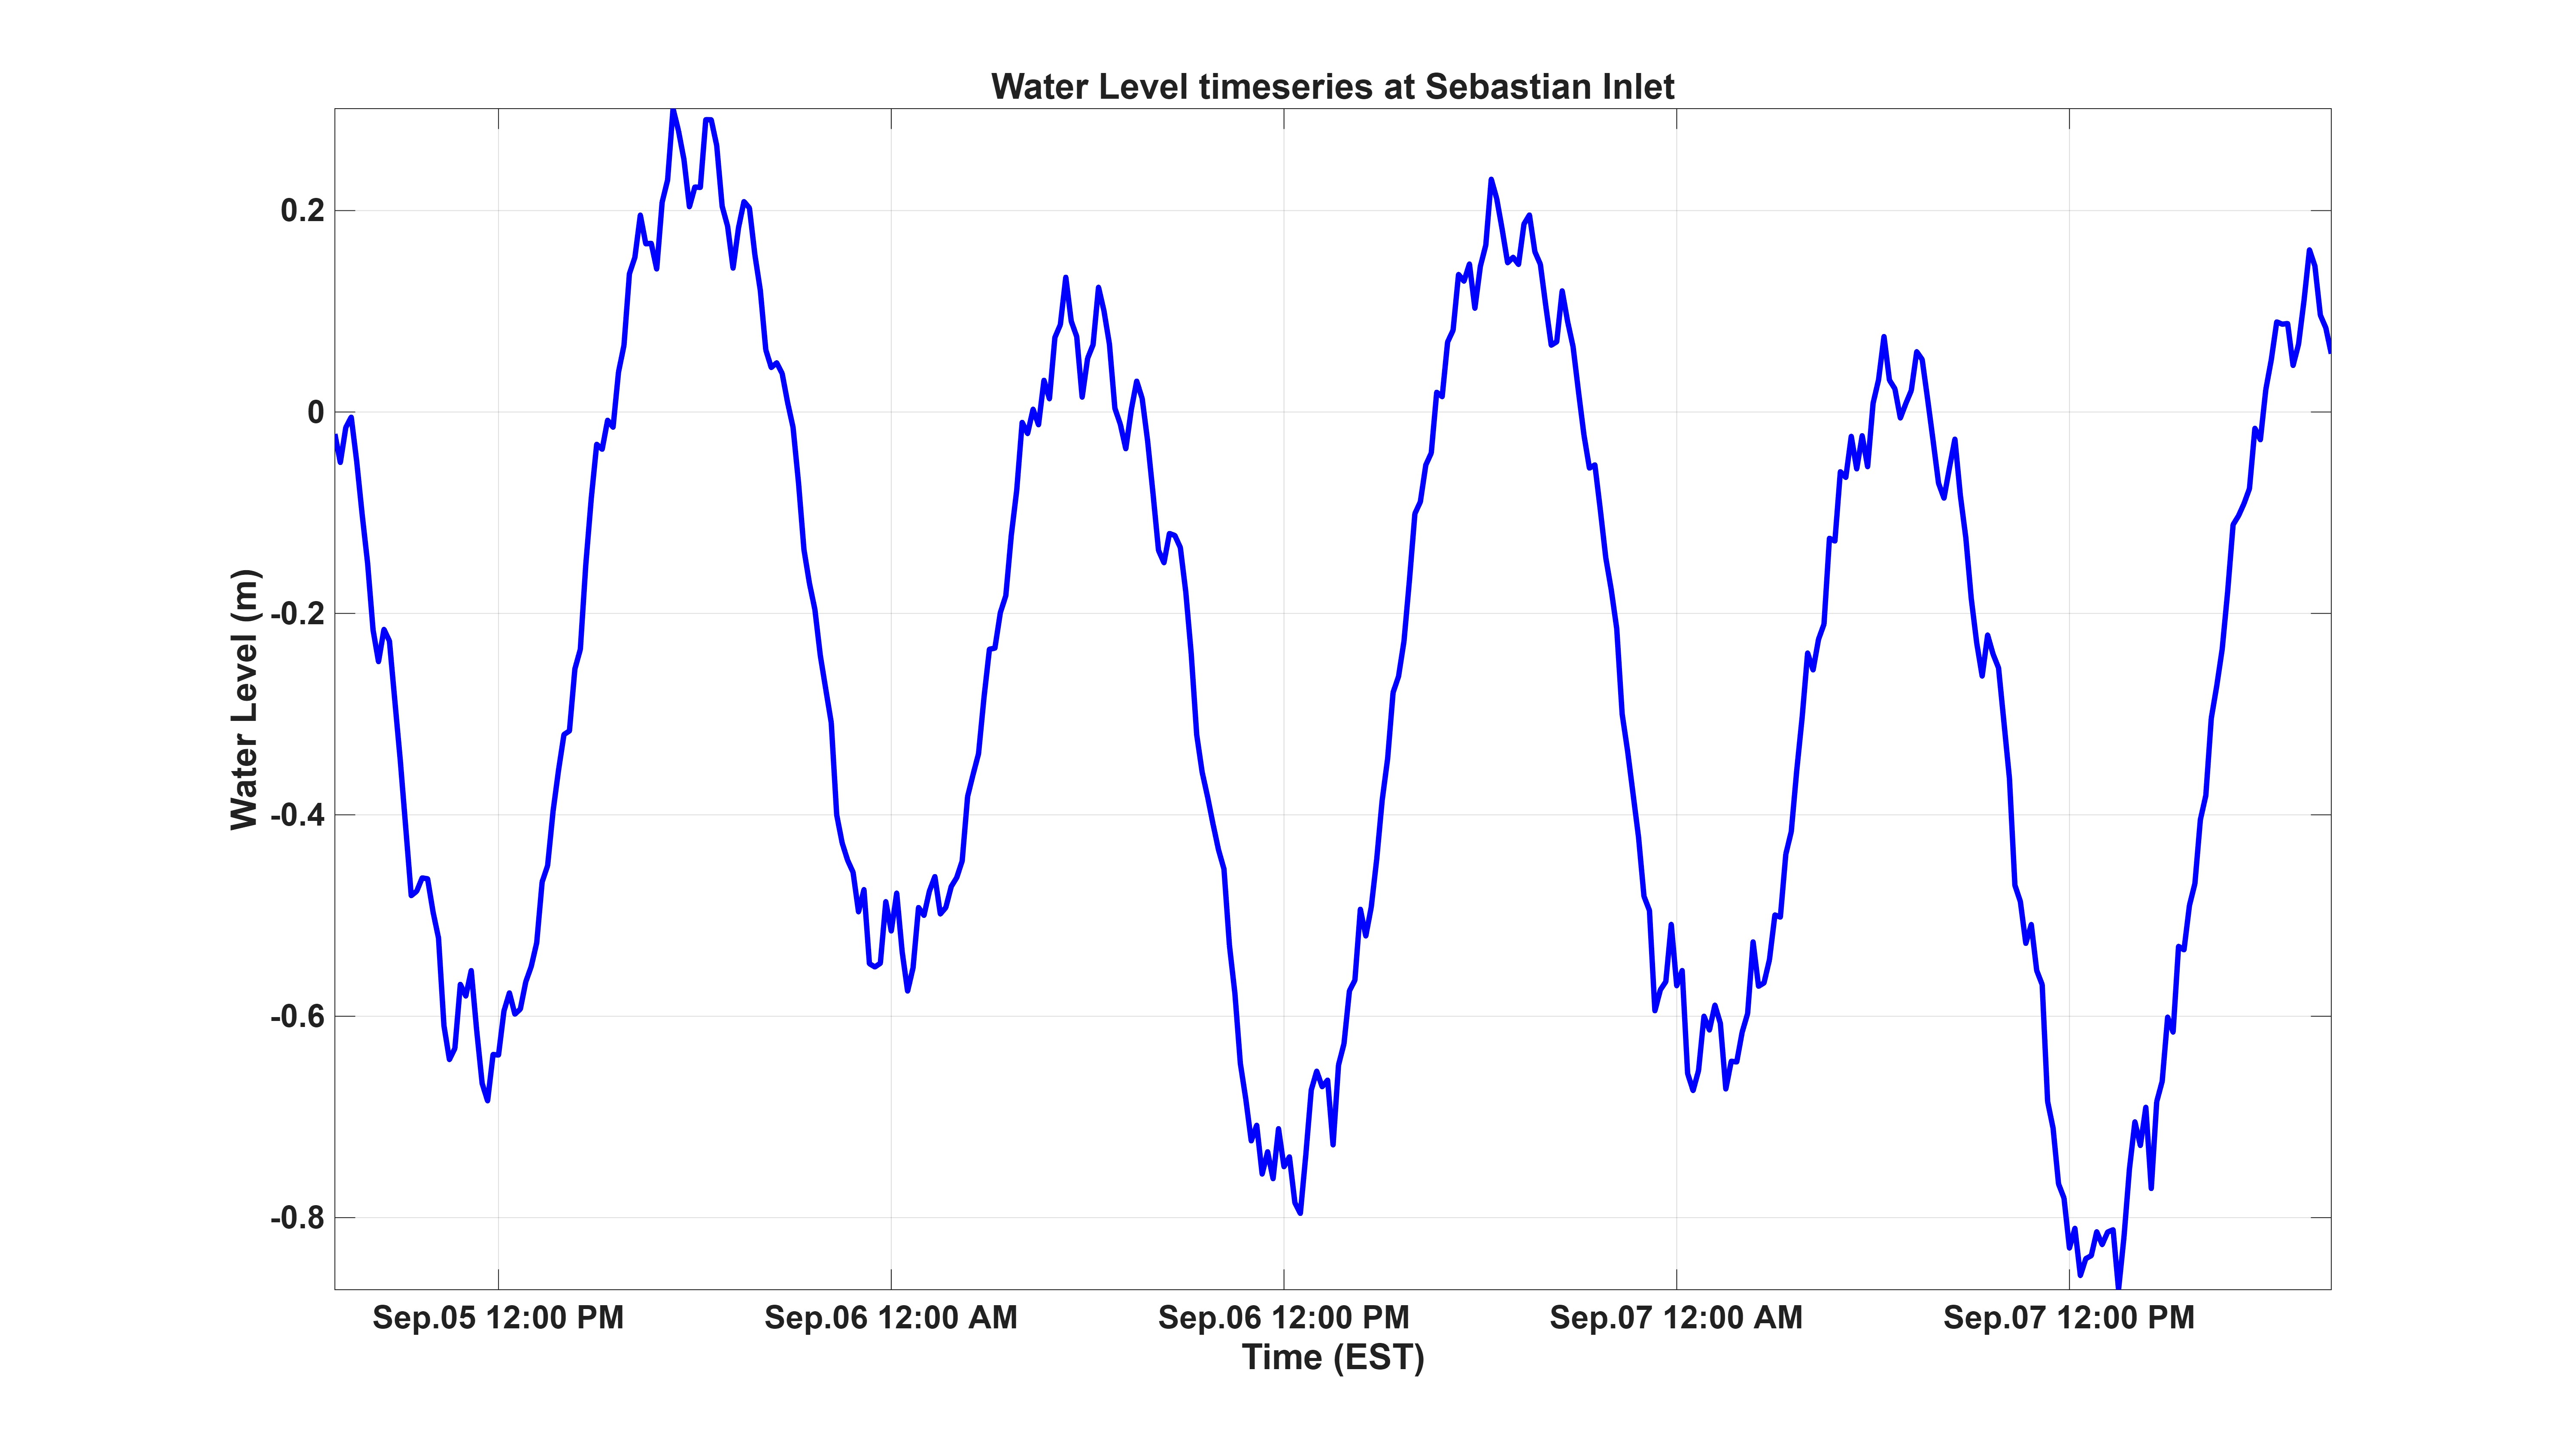 Water Level timeseries at Sebastian Inlet
Water Level (m)
0.2
0
-0.2
-0.4
-0.6
-0.8
Sep.05 12:00 PM
Sep.06 12:00 AM
Sep.06 12:00 PM
Sep.07 12:00 AM
Sep.07 12:00 PM
Time (EST)